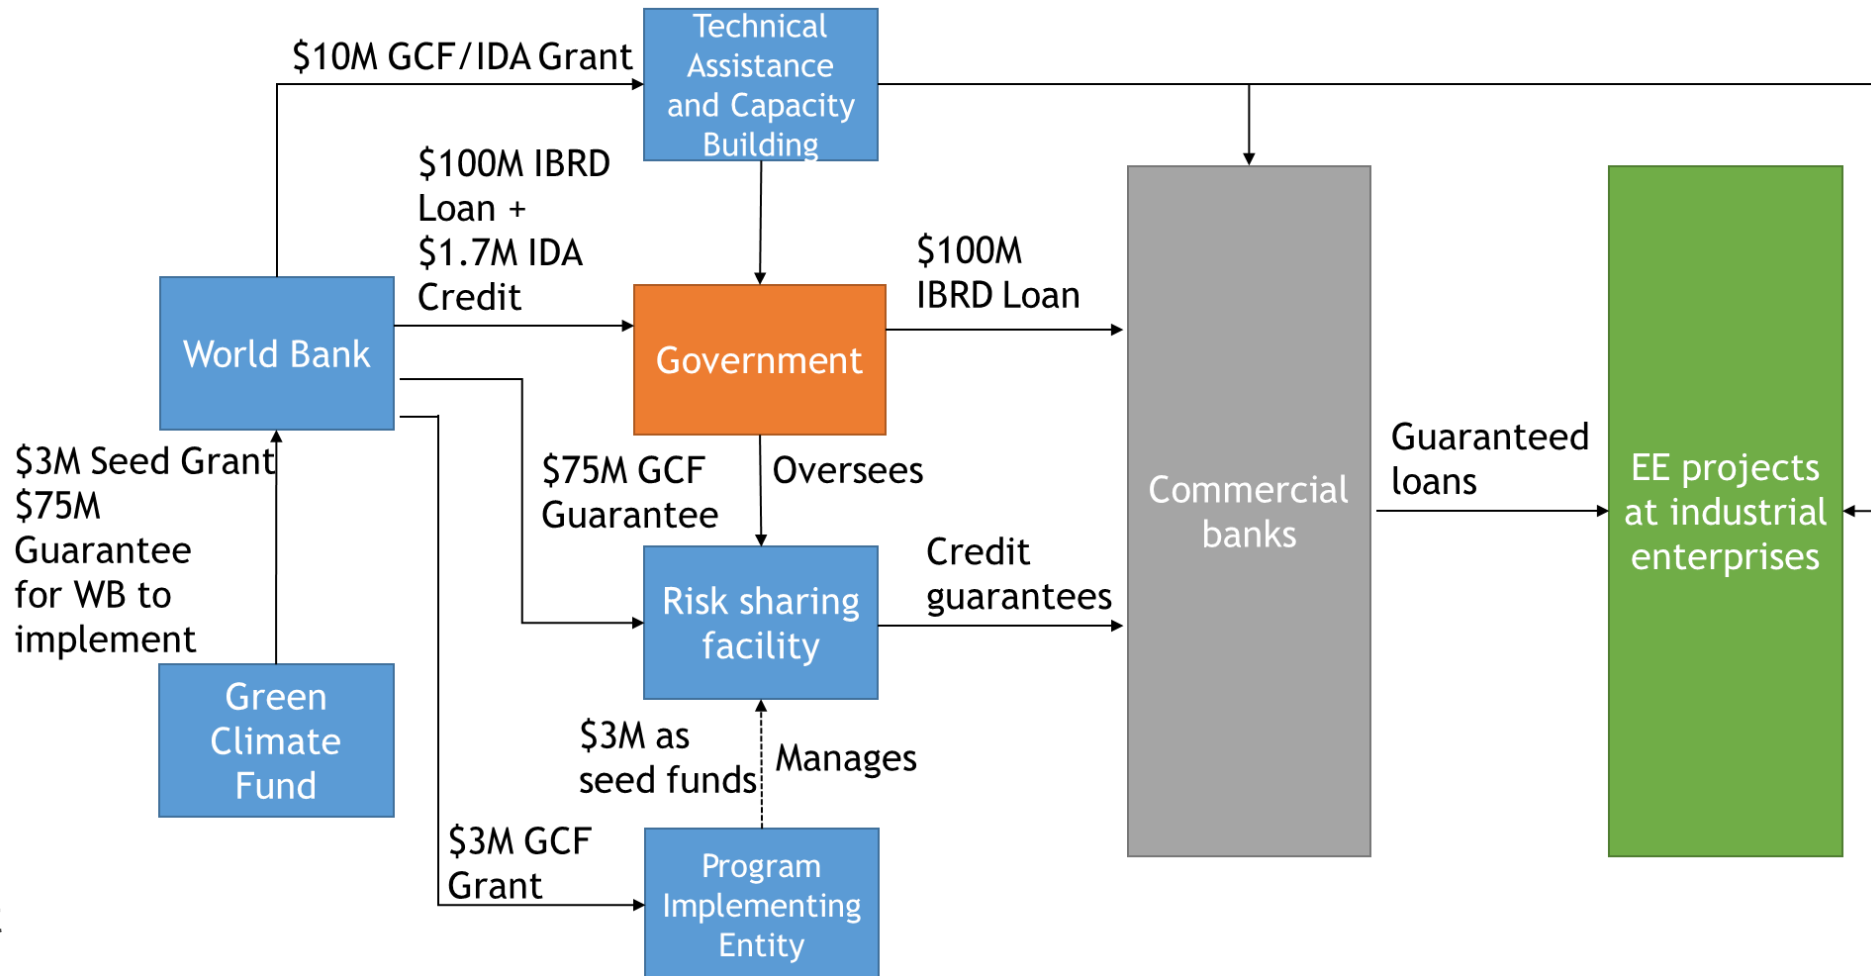 $10M GCF/IDA Grant
Technical
Assistance
and Capacity
Building
$100M IBRD
Loan +
$1.7M IDA
Credit
World Bank
Government
$100M
IBRD Loan
$3M Seed Grant
$75M
Guarantee
for WB to
implement
$75M GCF
Guarantee
Oversees
Risk sharing
facility
Credit
guarantees
Commercial
banks
Guaranteed
loans
EE projects
at industrial
enterprises
Green
Climate
Fund
$3M as
seed funds
Manages
$3M GCF
Grant
Program
Implementing
Entity